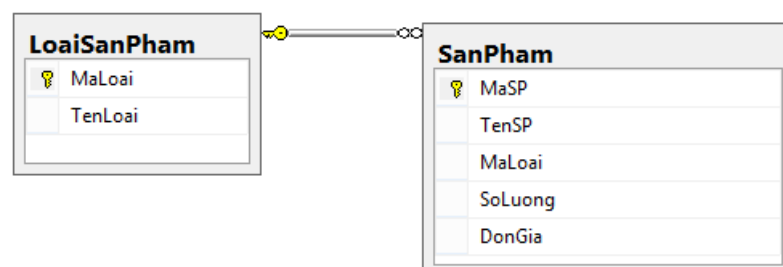 LoaiSanPham
MaLoai
TenLoai
SanPham
MaSP
TenSP
MaLoai
SoLuong
DonGia